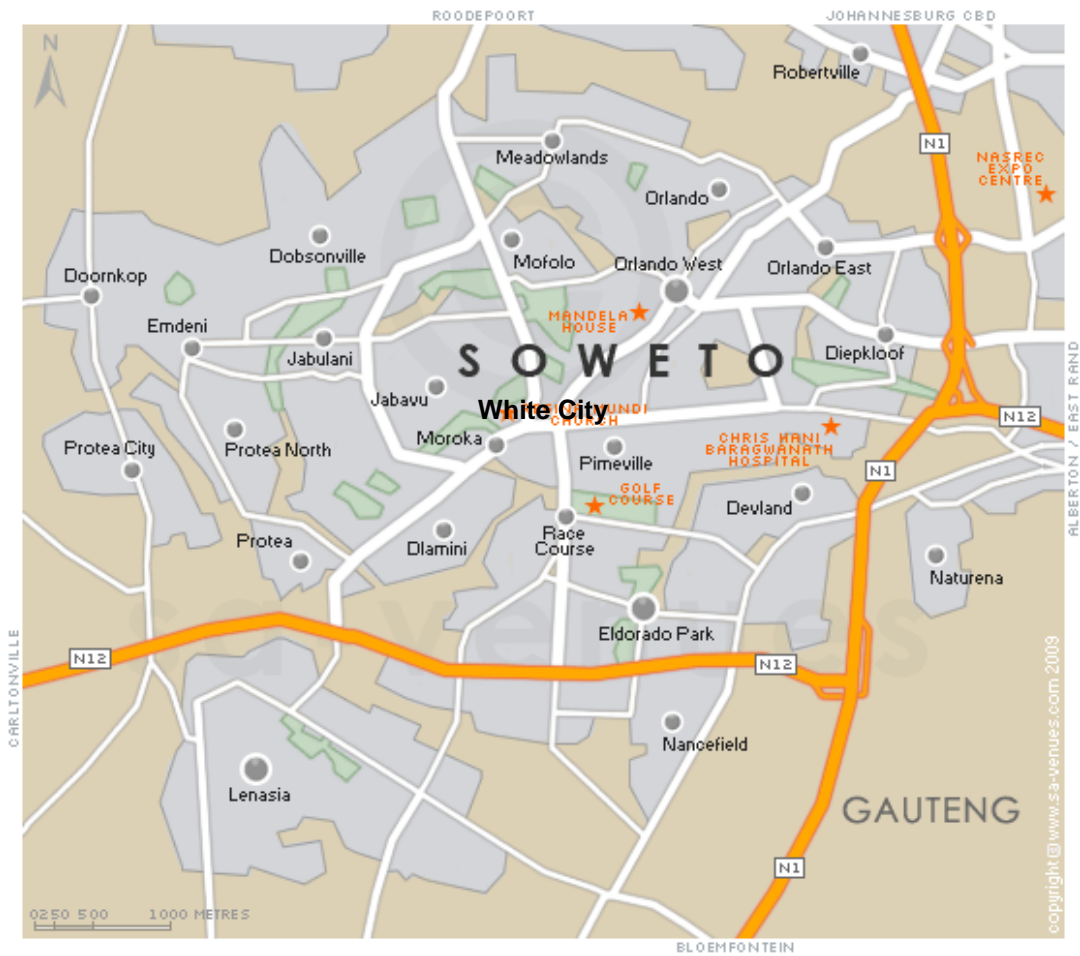 ROODEPOORT
JOHANNESBURG CBD
N
Robertville
N1
Meadowlands
NASREC
EXPO
CENTRE
Orlando
Dobsonville
Mofolo
Orlando West
Orlando East
Doornkop
MANDELA
HOUSE
Emdeni
SOWETO
Jabulani
Diepkloof
Jabavu
White City
CHURCH
N12
Moroka
CHRIS HANI
BARAGWANATH
HOSPITAL
Protea City
Protea North
Pimeville
N1
GOLF
COURSE
Devland
Protea
Dlamini
Race
Course
Naturena
sa venues
Eldorado Park
N12
N12
Nancefield
Lenasia
GAUTENG
N1
0 250 500 1000 METRES
BLOEMFONTEIN
CARLTONVILLE
ALBERTON / EAST RAND
copyright @ www.sa-venues.com 2009